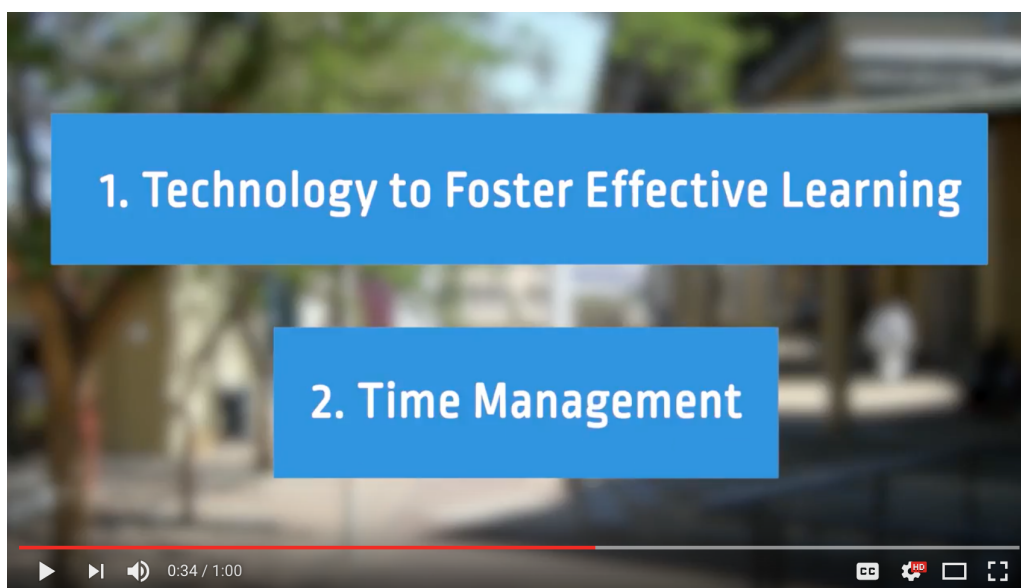 1. Technology to Foster Effective Learning
2. Time Management
0:34 / 1:00
CC
HD